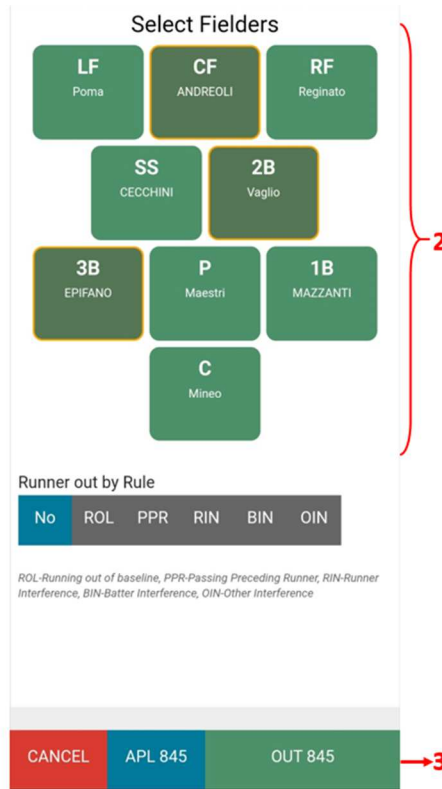 Select Fielders
LF CF RF
Poma ANDREOLI Reginato
SS 2B
CECCHINI Vaglio
2
3B P 1B
EPIFANO Maestri MAZZANTI
C
Mineo
Runner out by Rule
No ROL PPR RIN BIN OIN
ROL-Running out of baseline, PPR-Passing Preceding Runner, RIN-Runner
Interference, BIN-Batter Interference, OIN-Other Interference
CANCEL APL 845 OUT 845 3